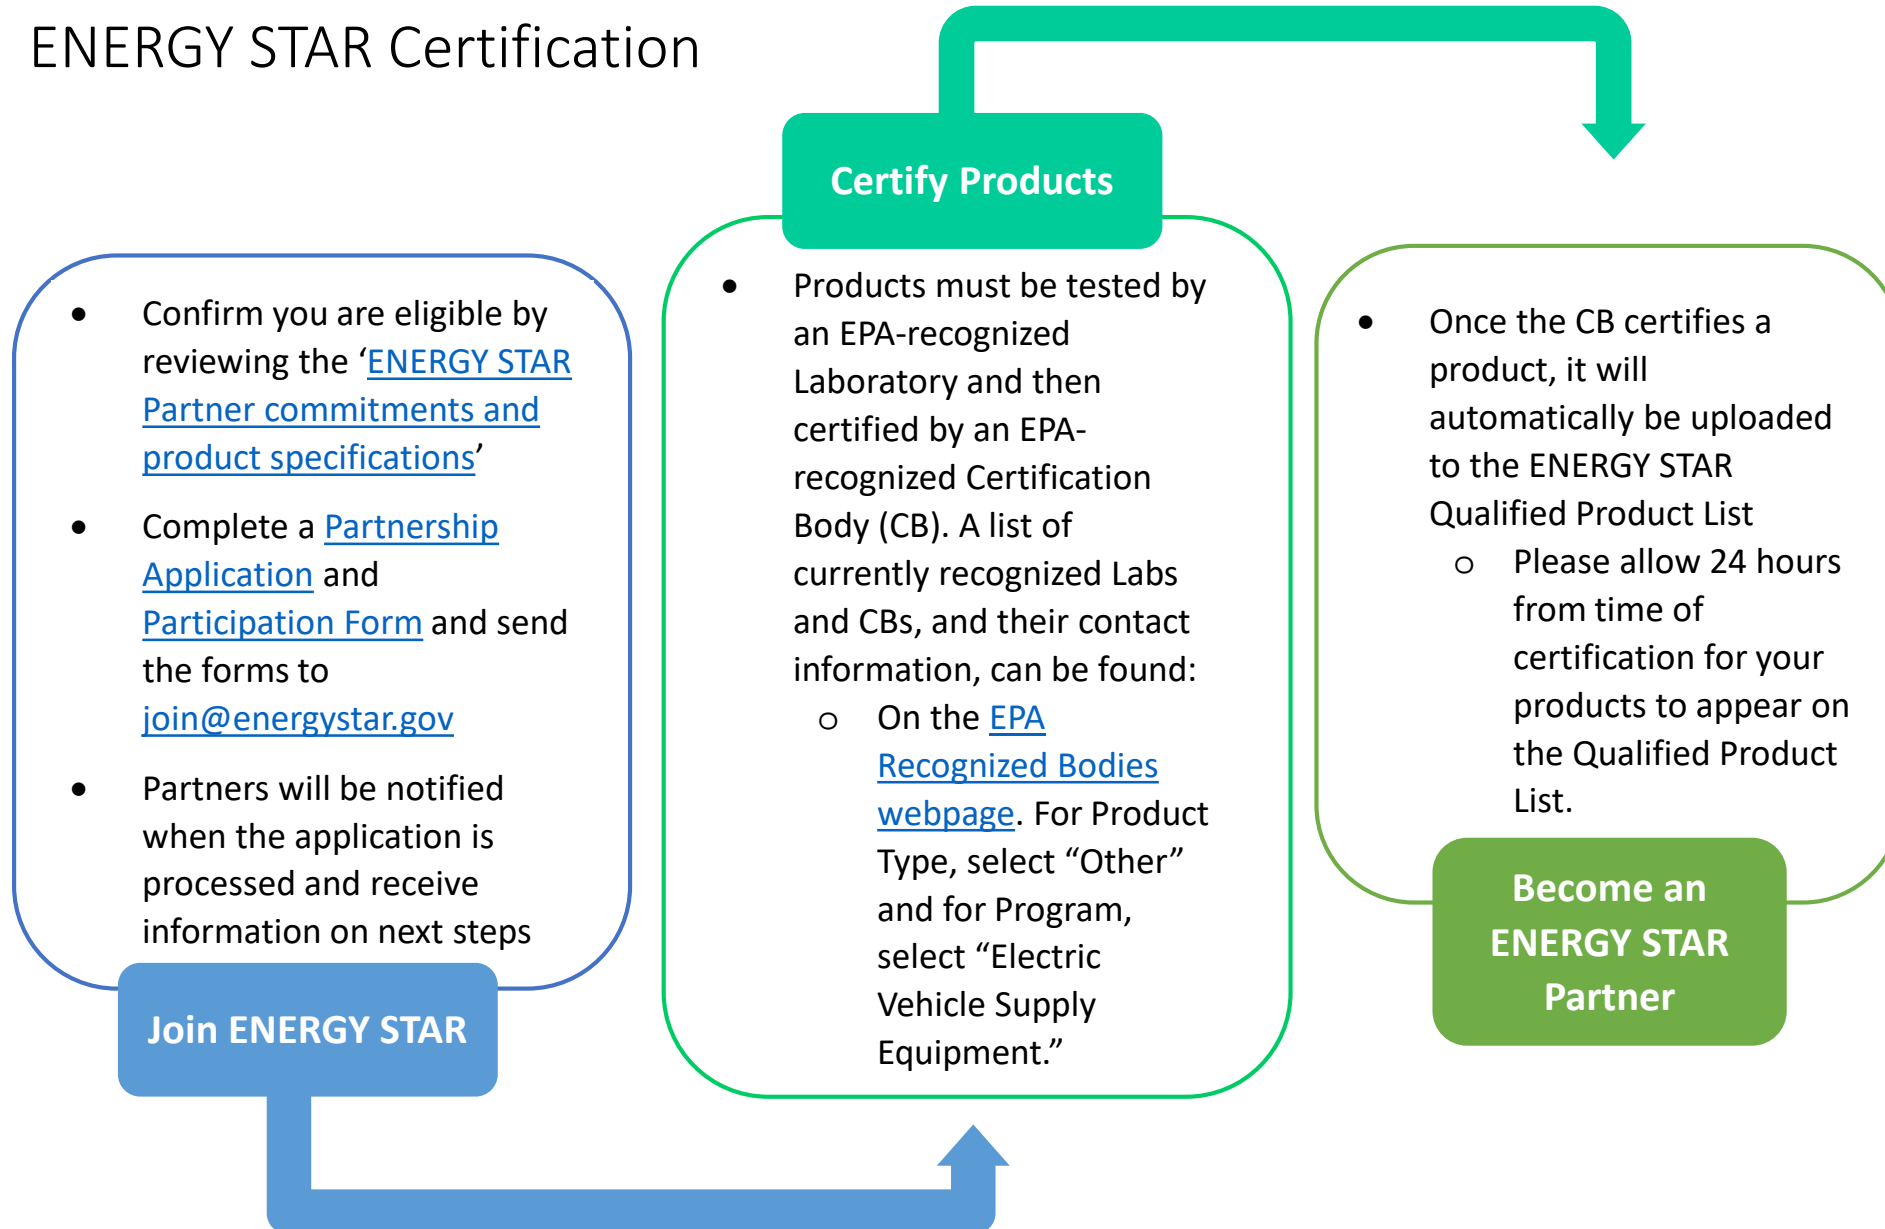 ENERGY STAR Certification
• Confirm you are eligible by
reviewing the ‘ENERGY STAR
Partner commitments and
product specifications’
• Complete a Partnership
Application and
Participation Form and send
the forms to
join@energystar.gov
• Partners will be notified
when the application is
processed and receive
information on next steps
Join ENERGY STAR
Certify Products
• Products must be tested by
an EPA-recognized
Laboratory and then
certified by an EPA-
recognized Certification
Body (CB). A list of
currently recognized Labs
and CBs, and their contact
information, can be found:
o On the EPA
Recognized Bodies
webpage. For Product
Type, select “Other”
and for Program,
select “Electric
Vehicle Supply
Equipment.”
• Once the CB certifies a
product, it will
automatically be uploaded
to the ENERGY STAR
Qualified Product List
o Please allow 24 hours
from time of
certification for your
products to appear on
the Qualified Product
List.
Become an
ENERGY STAR
Partner